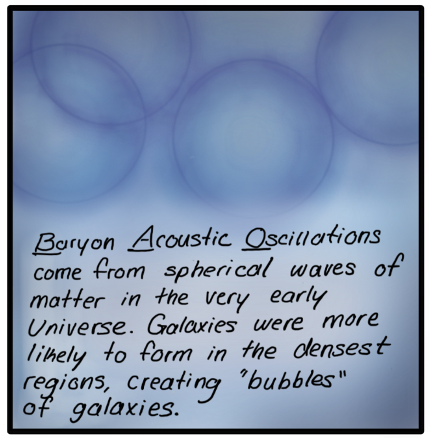 Baryon Acoustic Oscillations
come from spherical waves of
matter in the very early
Universe. Galaxies were more
likely to form in the densest
regions, creating "bubbles"
of galaxies.